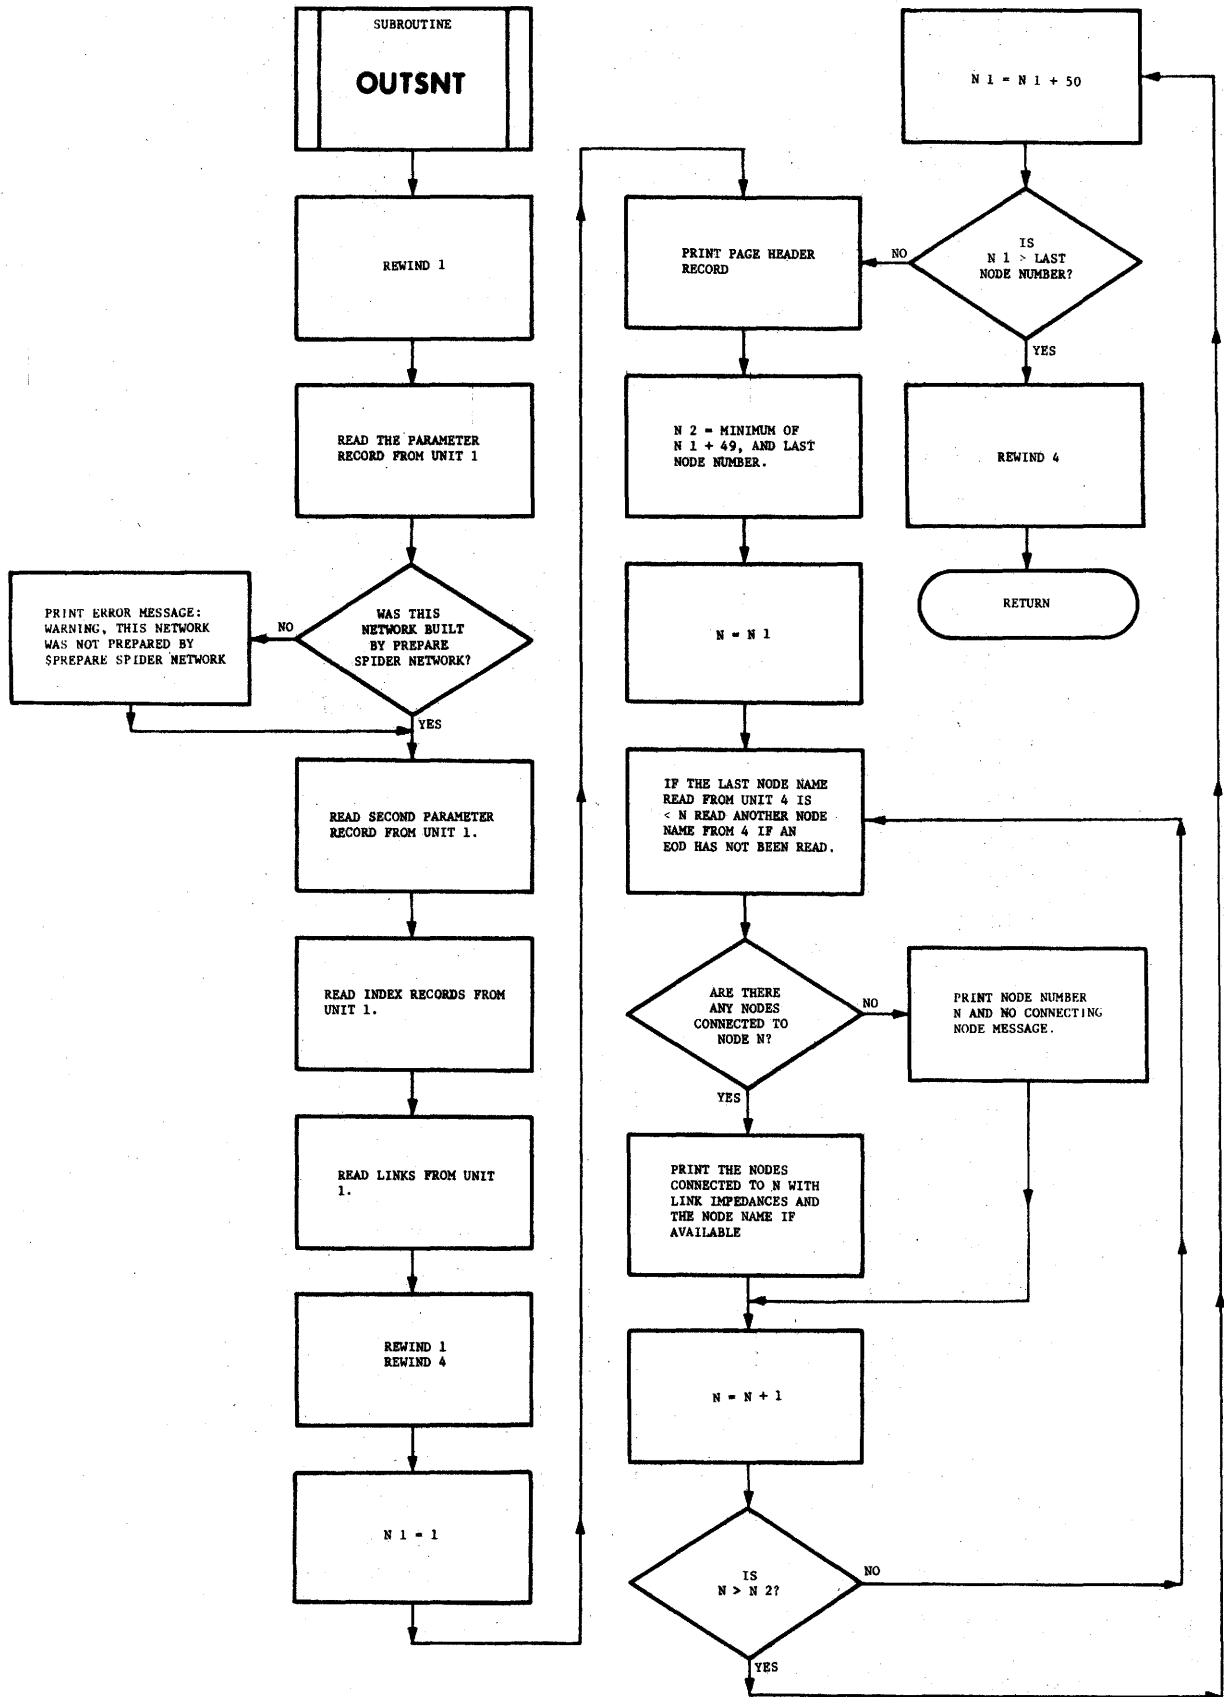 SUBROUTINE
OUTSNT
REWIND 1
READ THE PARAMETER
RECORD FROM UNIT 1
WAS THIS
NETWORK BUILT
BY PREPARE
SPIDER NETWORK?
NO
PRINT ERROR MESSAGE:
WARNING, THIS NETWORK
WAS NOT PREPARED BY
$PREPARE SPIDER NETWORK
YES
READ SECOND PARAMETER
RECORD FROM UNIT 1.
READ INDEX RECORDS FROM
UNIT 1.
READ LINKS FROM UNIT
1.
REWIND 1
REWIND 4
N 1 = 1
PRINT PAGE HEADER
RECORD
N 2 = MINIMUM OF
N 1 + 49, AND LAST
NODE NUMBER.
N = N 1
IF THE LAST NODE NAME
READ FROM UNIT 4 IS
< N READ ANOTHER NODE
NAME FROM 4 IF AN
EOD HAS NOT BEEN READ.
ARE THERE
ANY NODES
CONNECTED TO
NODE N?
NO
PRINT NODE NUMBER
N AND NO CONNECTING
NODE MESSAGE.
YES
PRINT THE NODES
CONNECTED TO N WITH
LINK IMPEDANCES AND
THE NODE NAME IF
AVAILABLE
N = N + 1
IS
N > N 2?
NO
YES
N 1 = N 1 + 50
IS
N 1 > LAST
NODE NUMBER?
NO
YES
REWIND 4
RETURN